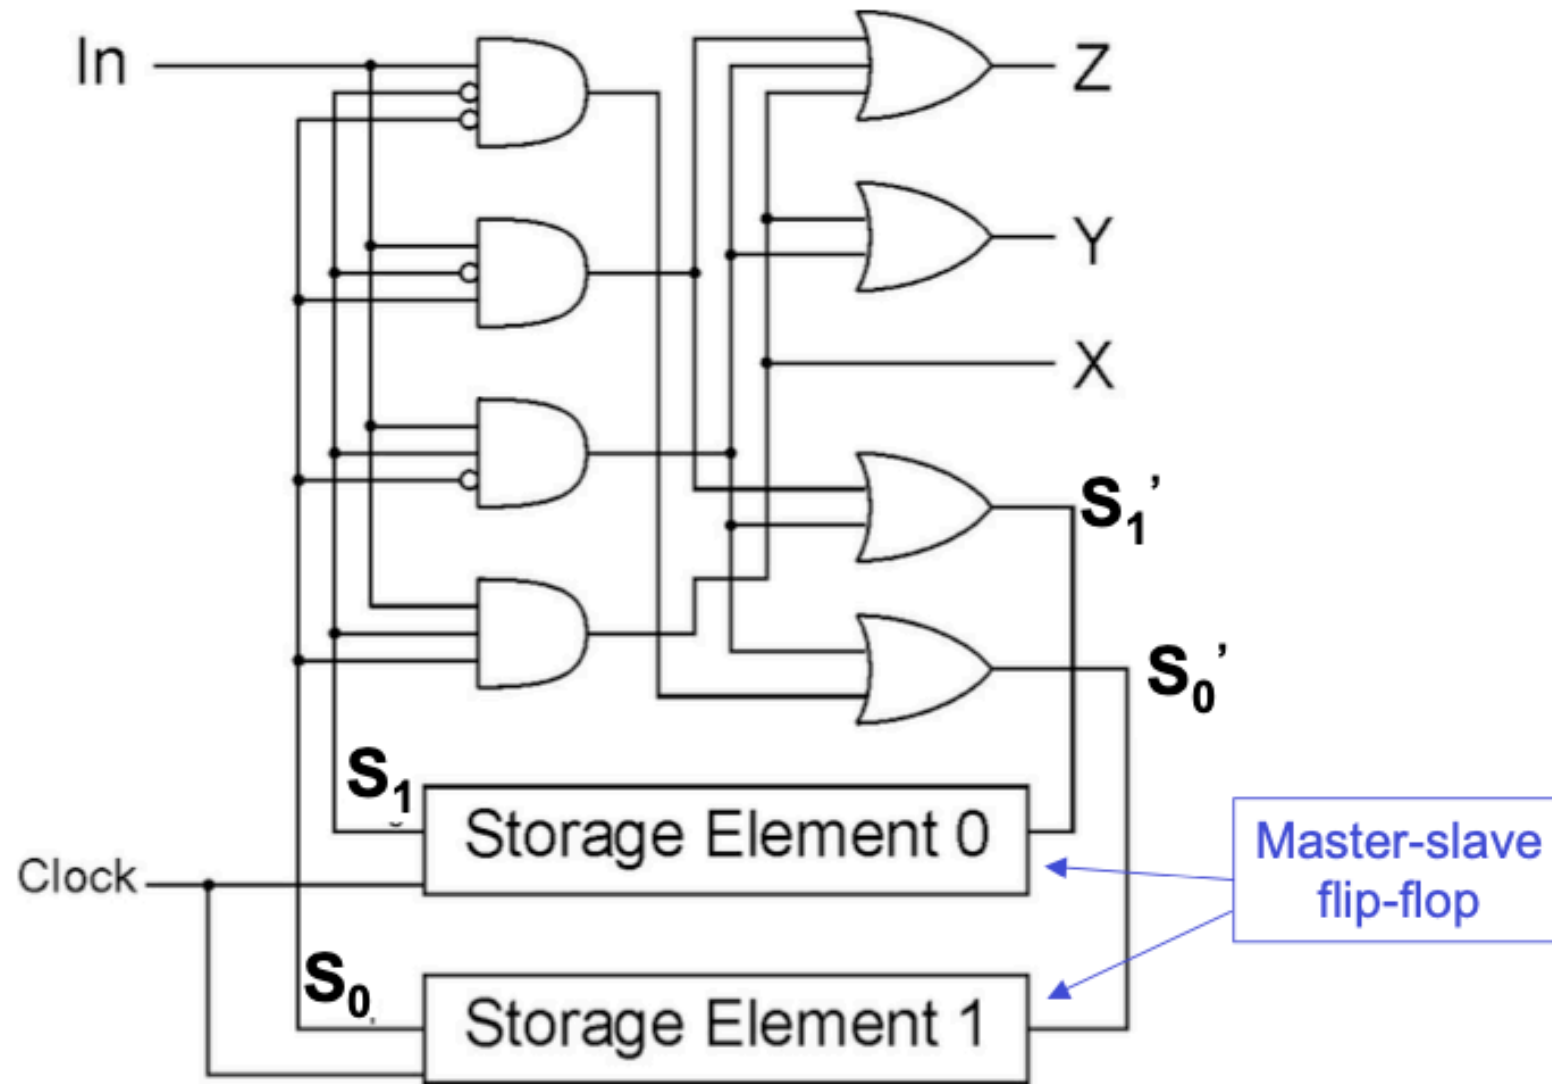 In
Z
Y
X
S₁’
S₀’
S₁
Storage Element 0
Clock
Master-slave
flip-flop
S₀
Storage Element 1